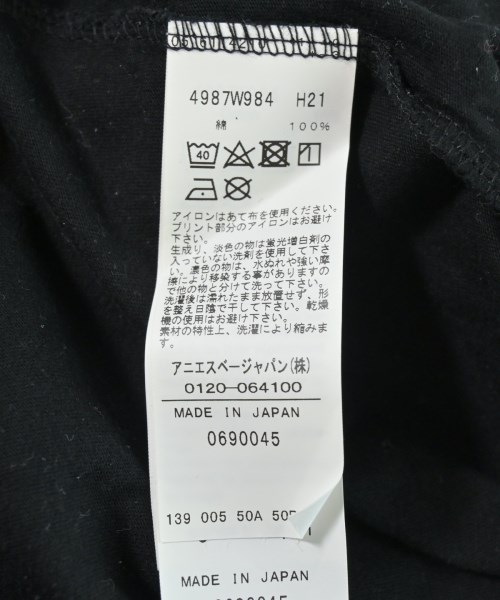 4987W984 H21
綿 100%
40
アイロンはあて布を使用ください。
プリント部分のアイロンはお避け
下さい。
生成り、淡色の物は蛍光増白剤の
入っていない洗剤を使用して下さ
い。濃色の物は、水ぬれや強い摩
擦により移染する事がありますの
で他の物と分けて洗って下さい。
洗濯後は濡れたまま放置せず、形
を整え日陰で干して下さい。乾燥
機の使用はお避け下さい。
素材の特性上、洗濯により縮みま
す。
アニエスベージャパン(株)
0120-064100
MADE IN JAPAN
0690045
139 005 50A 50
MADE IN JAPAN